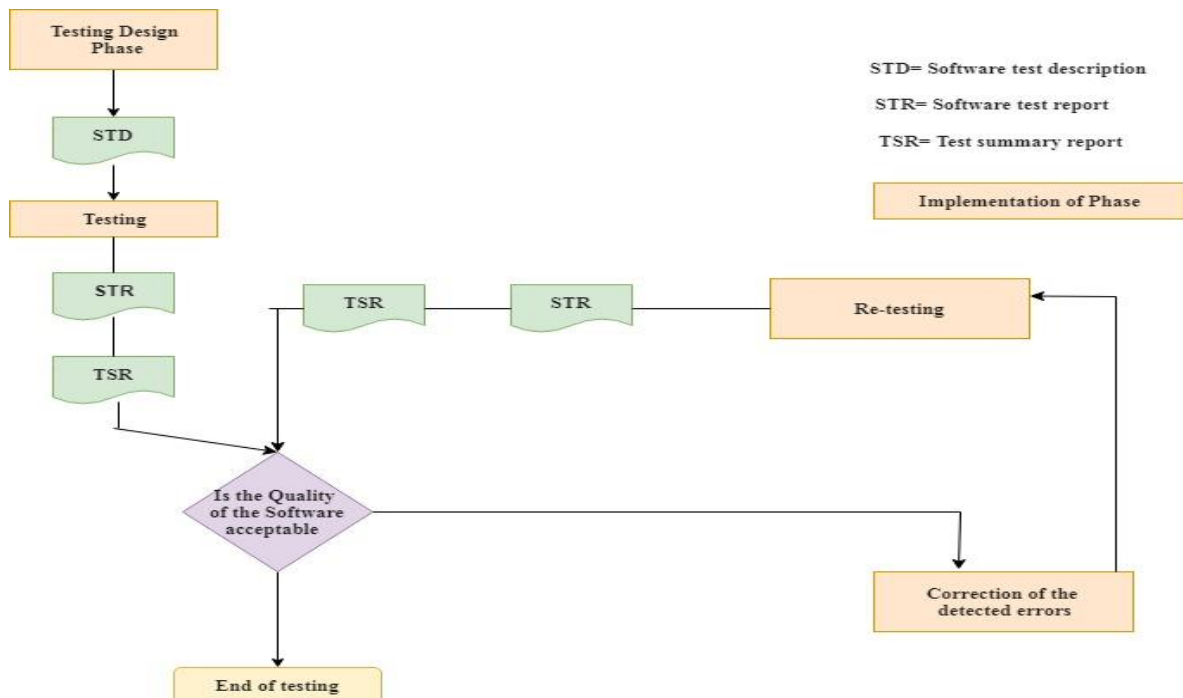 Testing Design
Phase
STD
Testing
STR
TSR
STD= Software test description
STR= Software test report
TSR= Test summary report
Implementation of Phase
TSR
STR
Re-testing
Is the Quality
of the Software
acceptable
Correction of the
detected errors
End of testing